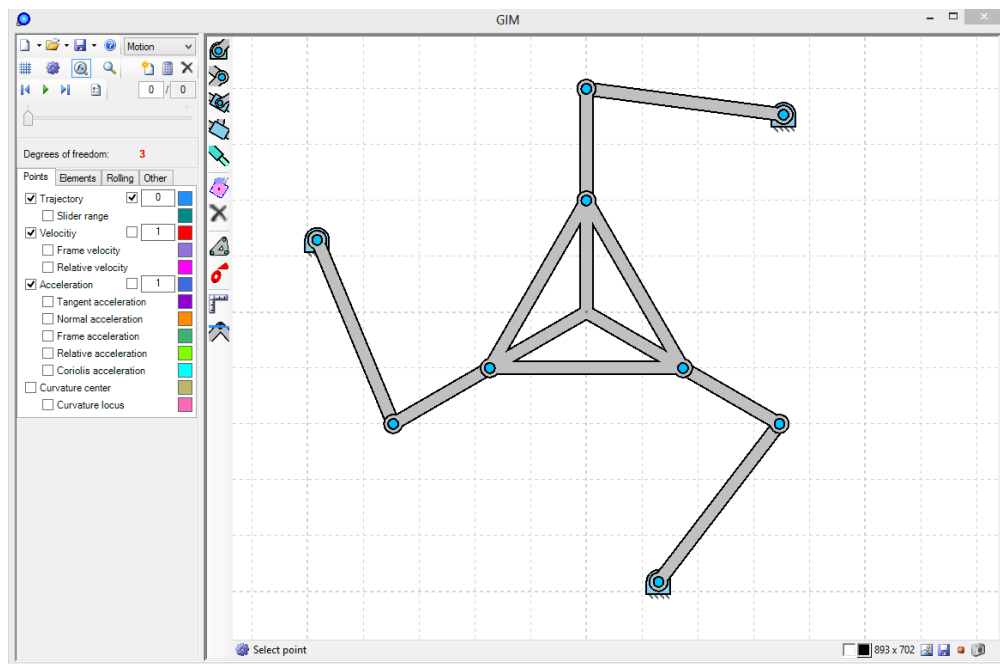 GIM
Motion
0 / 0
Degrees of freedom: 3
Points Elements Rolling Other
Trajectory 0
Slider range
Velocitiy 1
Frame velocity
Relative velocity
Acceleration 1
Tangent acceleration
Normal acceleration
Frame acceleration
Relative acceleration
Coriolis acceleration
Curvature center
Curvature locus
Select point
893 x 702